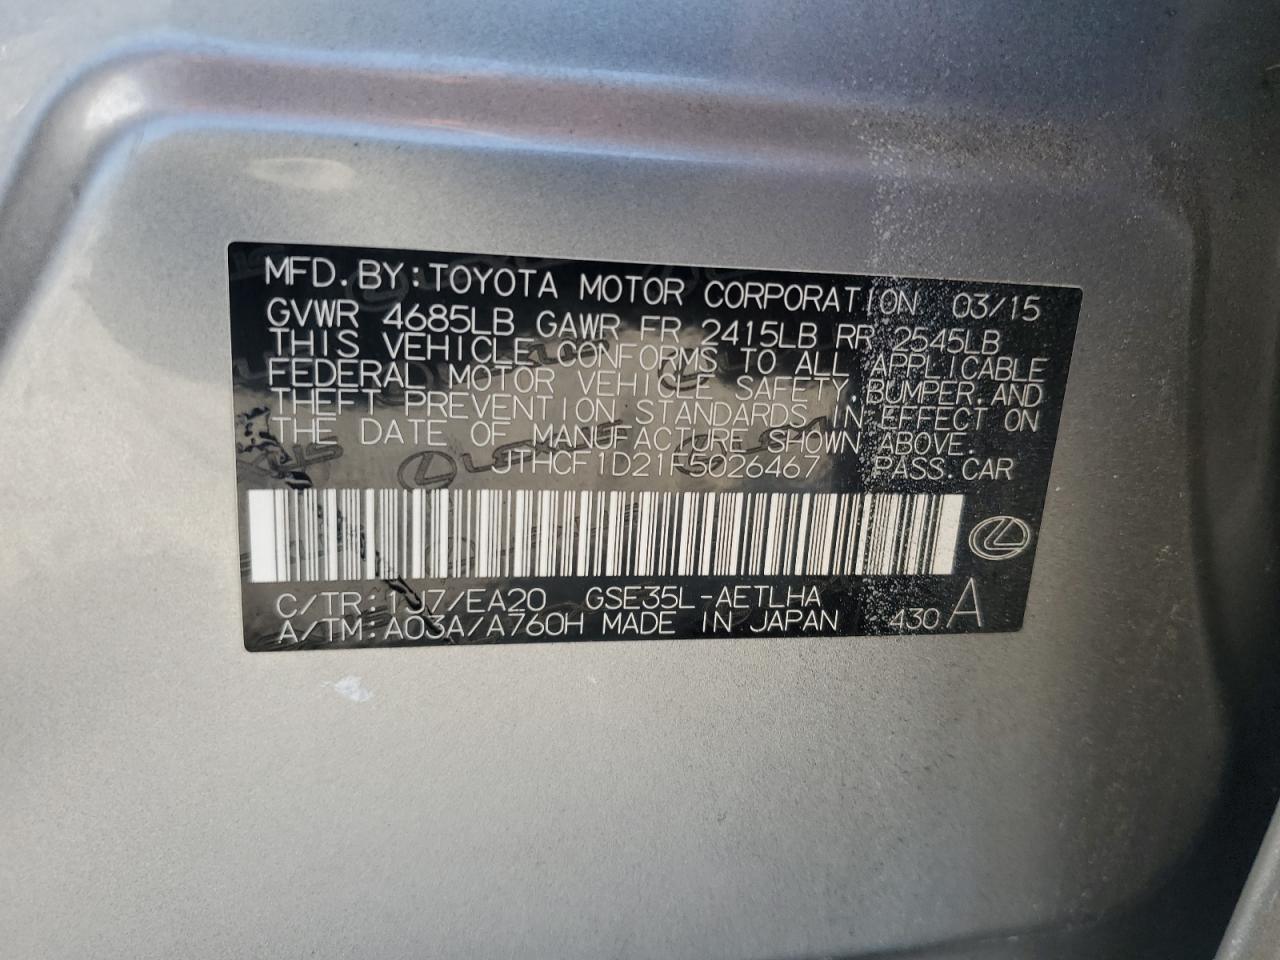 MFD.BY:TOYOTA MOTOR CORPORATION 03/15
GVWR 4685LB GAWR FR 2415LB RR 2545LB
THIS VEHICLE CONFORMS TO ALL APPLICABLE
FEDERAL MOTOR VEHICLE SAFETY,BUMPER,AND
THEFT PREVENTION STANDARDS IN EFFECT ON
THE DATE OF MANUFACTURE SHOWN ABOVE.
JTHCF1D21F5026467 PASS.CAR
C/TR:1J7/EA20 GSE35L-AETLHA
A/TM:A03A/A760H MADE IN JAPAN 430 A